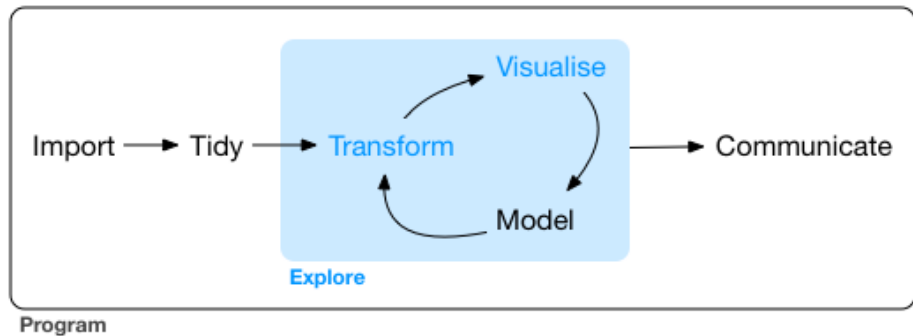 Visualise
Import Tidy Transform Communicate
Model
Explore
Program